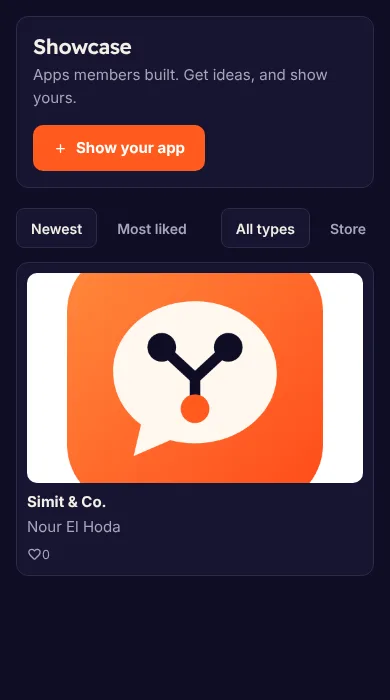 Showcase
Apps members built. Get ideas, and show
yours.
+ Show your app
Newest Most liked All types Store
Simit & Co.
Nour El Hoda
0